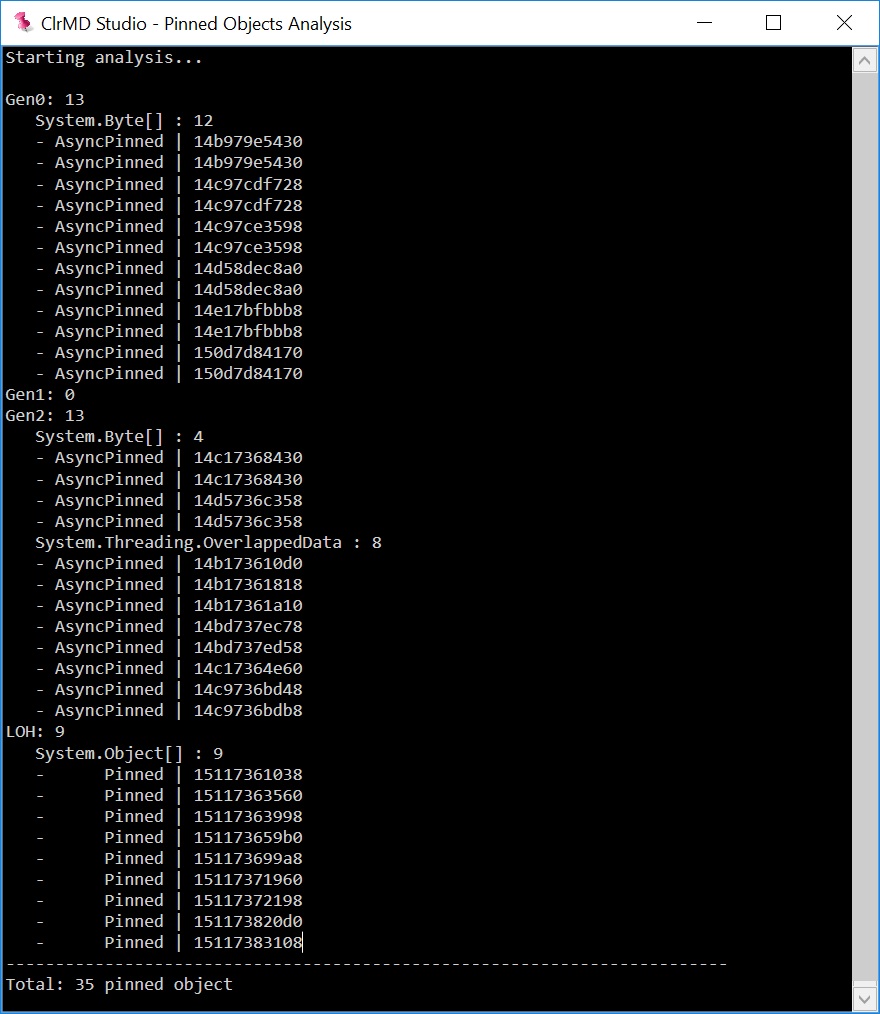 ClrMD Studio - Pinned Objects Analysis
Starting analysis...
Gen0: 13
System.Byte[] : 12
- AsyncPinned | 14b979e5430
- AsyncPinned | 14b979e5430
- AsyncPinned | 14c97cdf728
- AsyncPinned | 14c97cdf728
- AsyncPinned | 14c97ce3598
- AsyncPinned | 14c97ce3598
- AsyncPinned | 14d58dec8a0
- AsyncPinned | 14d58dec8a0
- AsyncPinned | 14e17bfbbb8
- AsyncPinned | 14e17bfbbb8
- AsyncPinned | 150d7d84170
- AsyncPinned | 150d7d84170
Gen1: 0
Gen2: 13
System.Byte[] : 4
- AsyncPinned | 14c17368430
- AsyncPinned | 14c17368430
- AsyncPinned | 14d5736c358
- AsyncPinned | 14d5736c358
System.Threading.OverlappedData : 8
- AsyncPinned | 14b173610d0
- AsyncPinned | 14b17361818
- AsyncPinned | 14b17361a10
- AsyncPinned | 14bd737ec78
- AsyncPinned | 14bd737ed58
- AsyncPinned | 14c17364e60
- AsyncPinned | 14c9736bd48
- AsyncPinned | 14c9736bdb8
LOH: 9
System.Object[] : 9
- Pinned | 15117361038
- Pinned | 15117363560
- Pinned | 15117363998
- Pinned | 151173659b0
- Pinned | 151173699a8
- Pinned | 15117371960
- Pinned | 15117372198
- Pinned | 151173820d0
- Pinned | 15117383108
-------------------------------------------------------------------------
Total: 35 pinned object